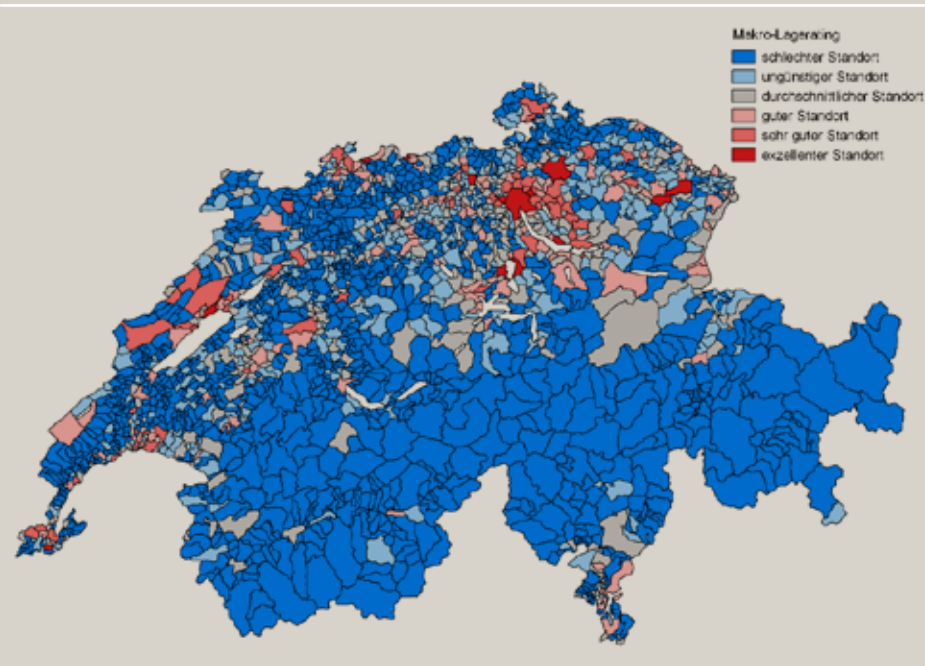 Makro-Lagerating
schlechter Standort
ungünstiger Standort
durchschnittlicher Standort
guter Standort
sehr guter Standort
exzellenter Standort